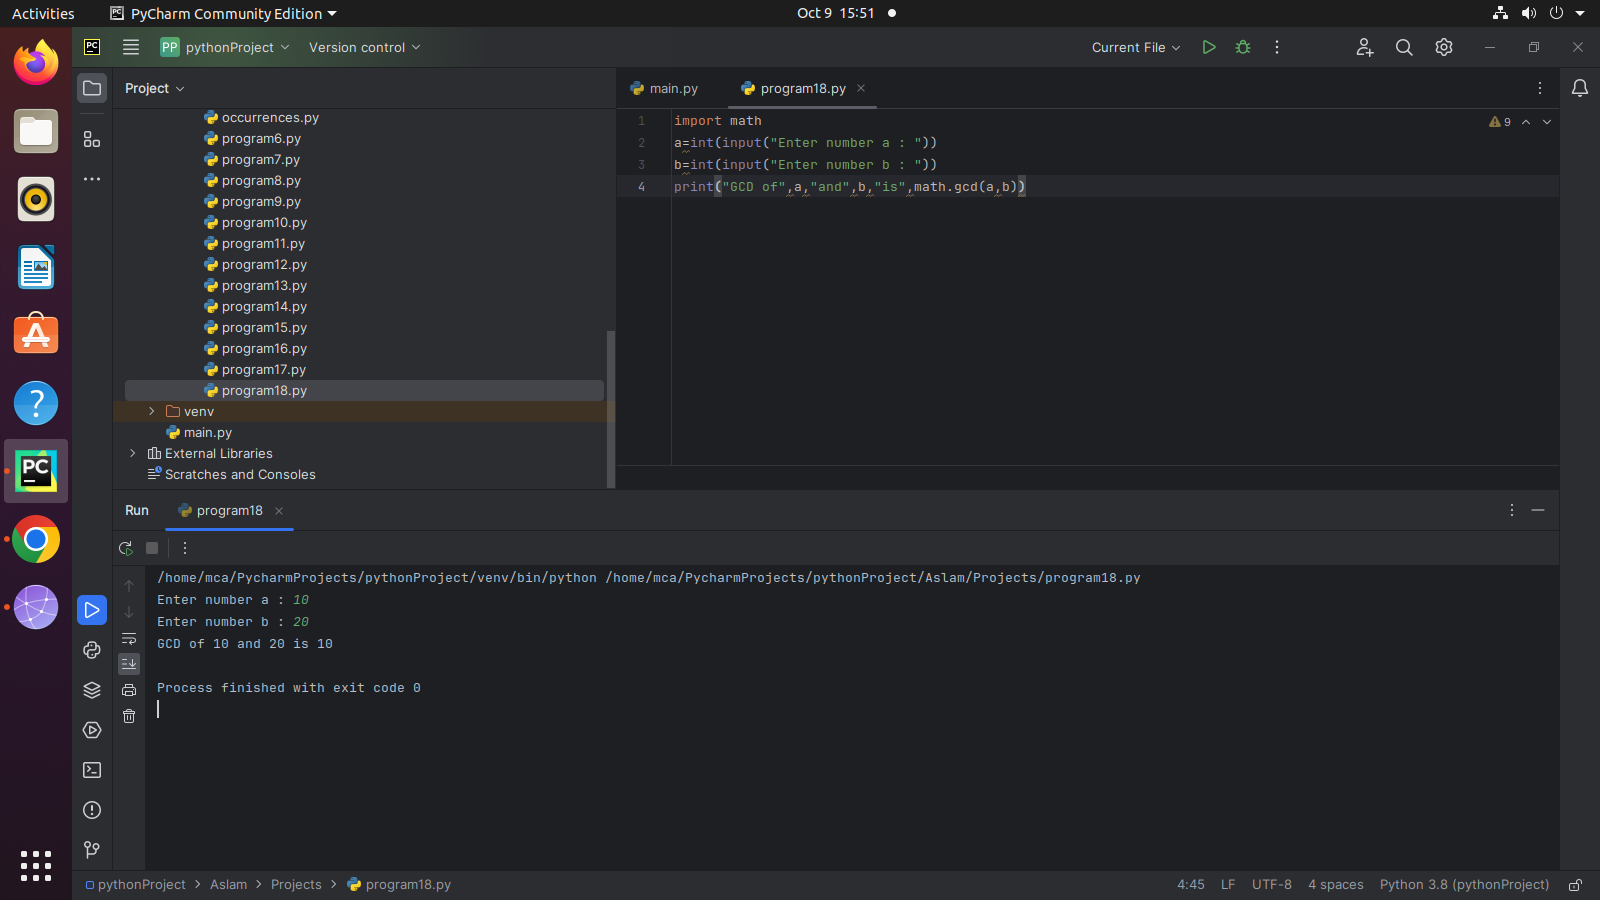 Activities
PC PyCharm Community Edition
Oct 9 15:51
PC
PP pythonProject
Version control
Current File
Project
main.py
program18.py
occurrences.py
program6.py
program7.py
program8.py
program9.py
program10.py
program11.py
program12.py
program13.py
program14.py
program15.py
program16.py
program17.py
program18.py
venv
main.py
External Libraries
Scratches and Consoles
1 import math
2 a=int(input("Enter number a : "))
3 b=int(input("Enter number b : "))
4 print("GCD of",a,"and",b,"is",math.gcd(a,b))
9
PC
Run
program18
/home/mca/PycharmProjects/pythonProject/venv/bin/python /home/mca/PycharmProjects/pythonProject/Aslam/Projects/program18.py
Enter number a : 10
Enter number b : 20
GCD of 10 and 20 is 10
Process finished with exit code 0
pythonProject > Aslam > Projects > program18.py
4:45 LF UTF-8 4 spaces Python 3.8 (pythonProject)